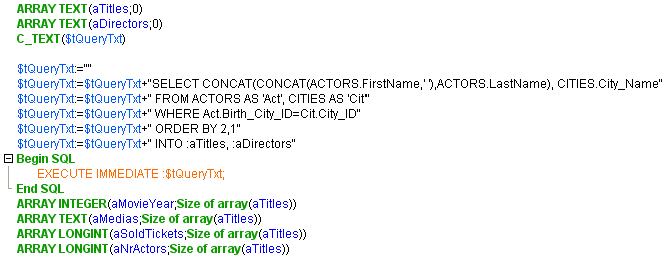 ARRAY TEXT(aTitles;0)
ARRAY TEXT(aDirectors;0)
C_TEXT($tQueryTxt)
$tQueryTxt:=""
$tQueryTxt:=$tQueryTxt+"SELECT CONCAT(CONCAT(ACTORS.FirstName,' '),ACTORS.LastName), CITIES.City_Name"
$tQueryTxt:=$tQueryTxt+" FROM ACTORS AS 'Act', CITIES AS 'Cit'"
$tQueryTxt:=$tQueryTxt+" WHERE Act.Birth_City_ID=Cit.City_ID"
$tQueryTxt:=$tQueryTxt+" ORDER BY 2,1"
$tQueryTxt:=$tQueryTxt+" INTO :aTitles, :aDirectors"
Begin SQL
EXECUTE IMMEDIATE :$tQueryTxt;
End SQL
ARRAY INTEGER(aMovieYear;Size of array(aTitles))
ARRAY TEXT(aMedias;Size of array(aTitles))
ARRAY LONGINT(aSoldTickets;Size of array(aTitles))
ARRAY LONGINT(aNrActors;Size of array(aTitles))